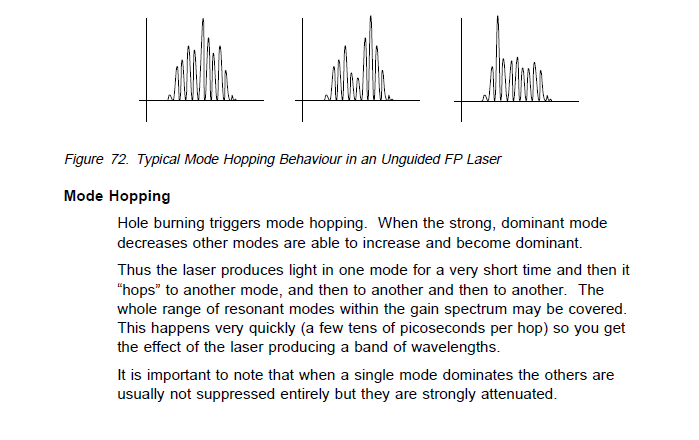 Figure 72. Typical Mode Hopping Behaviour in an Unguided FP Laser
Mode Hopping
Hole burning triggers mode hopping. When the strong, dominant mode
decreases other modes are able to increase and become dominant.
Thus the laser produces light in one mode for a very short time and then it
“hops” to another mode, and then to another and then to another. The
whole range of resonant modes within the gain spectrum may be covered.
This happens very quickly (a few tens of picoseconds per hop) so you get
the effect of the laser producing a band of wavelengths.
It is important to note that when a single mode dominates the others are
usually not suppressed entirely but they are strongly attenuated.